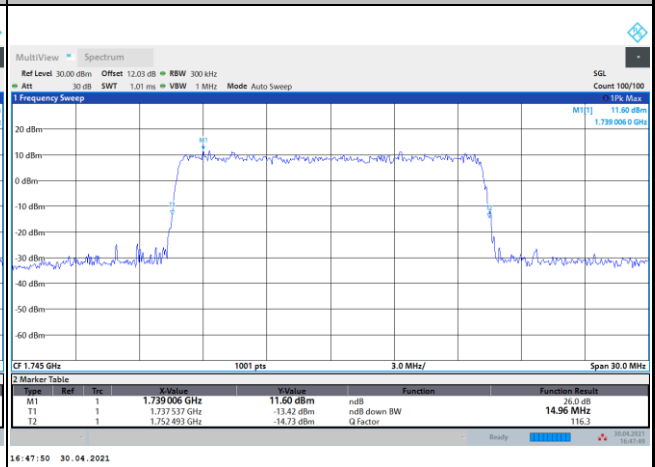 MultiView Spectrum
Ref Level 30.00 dBm Offset 12.03 dB RBW 300 kHz SGL
Att 30 dB SWT 1.01 ms VBW 1 MHz Mode Auto Sweep Count 100/100
1 Frequency Sweep 1Pk Max
M1[1] 11.60 dBm
1.739 006 0 GHz
20 dBm
M1
10 dBm
0 dBm
-10 dBm
-20 dBm
-30 dBm
-40 dBm
-50 dBm
-60 dBm
CF 1.745 GHz 1001 pts 3.0 MHz/ Span 30.0 MHz
2 Marker Table
Type Ref Trc X-Value Y-Value Function Function Result
M1 1 1.739 006 GHz 11.60 dBm ndB 26.0 dB
T1 1 1.737 537 GHz -13.42 dBm ndB down BW 14.96 MHz
T2 1 1.752 493 GHz -14.73 dBm Q Factor 116.3
Ready 30.04.2021
16:47:49
16:47:50 30.04.2021